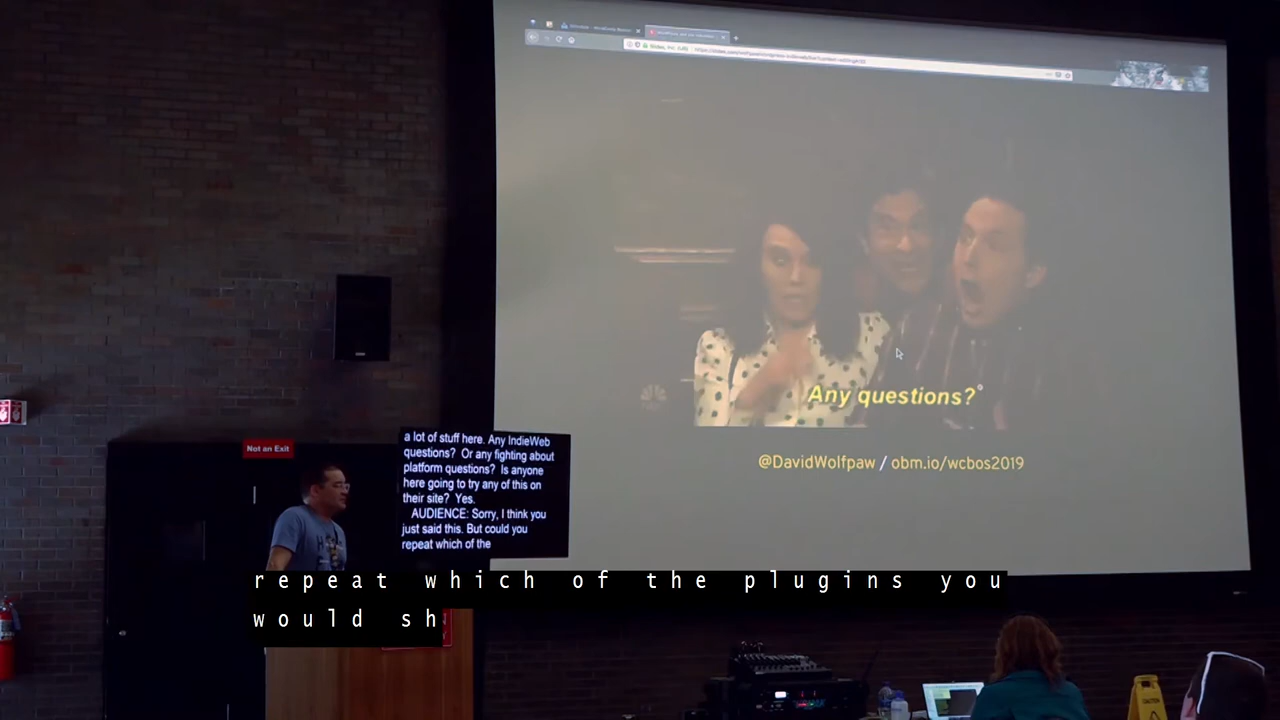 Any questions?
@DavidWolfpaw / obm.io/wcbos2019
Not an Exit
a lot of stuff here. Any IndieWeb
questions? Or any fighting about
platform questions? Is anyone
here going to try any of this on
their site? Yes.
AUDIENCE: Sorry, I think you
just said this. But could you
repeat which of the
repeat which of the plugins you
would sh
CAUTION